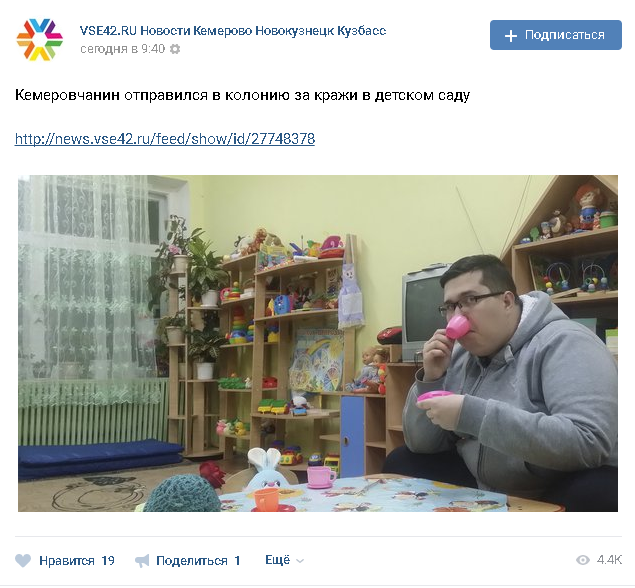 VSE42.RU Новости Кемерово Новокузнецк Кузбасс
сегодня в 9:40
Подписаться
Кемеровчанин отправился в колонию за кражи в детском саду
http://news.vse42.ru/feed/show/id/27748378
Нравится 19 Поделиться 1 Ещё 4.4K